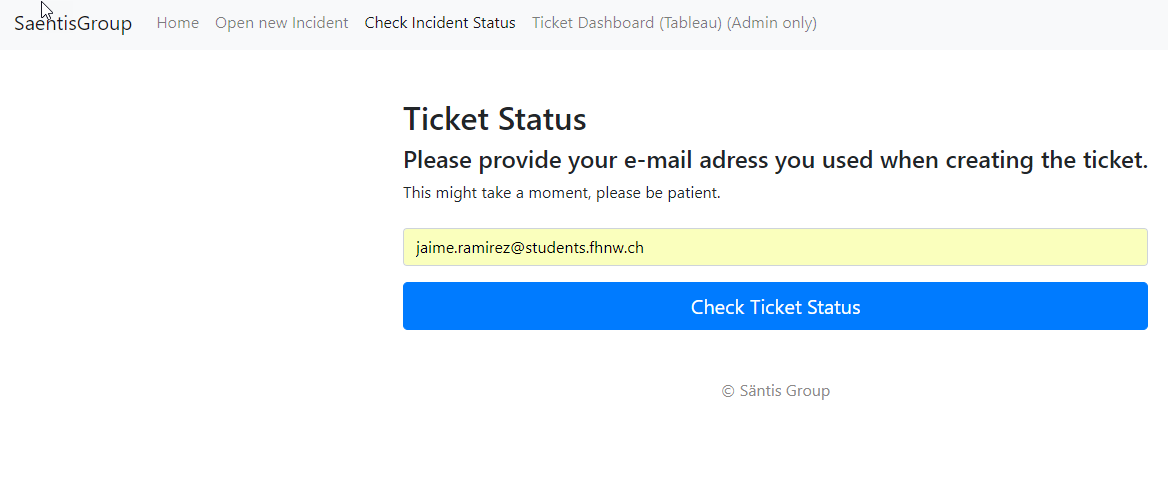 SaentisGroup Home Open new Incident Check Incident Status Ticket Dashboard (Tableau) (Admin only)
Ticket Status
Please provide your e-mail adress you used when creating the ticket.
This might take a moment, please be patient.
jaime.ramirez@students.fhnw.ch
Check Ticket Status
© Säntis Group